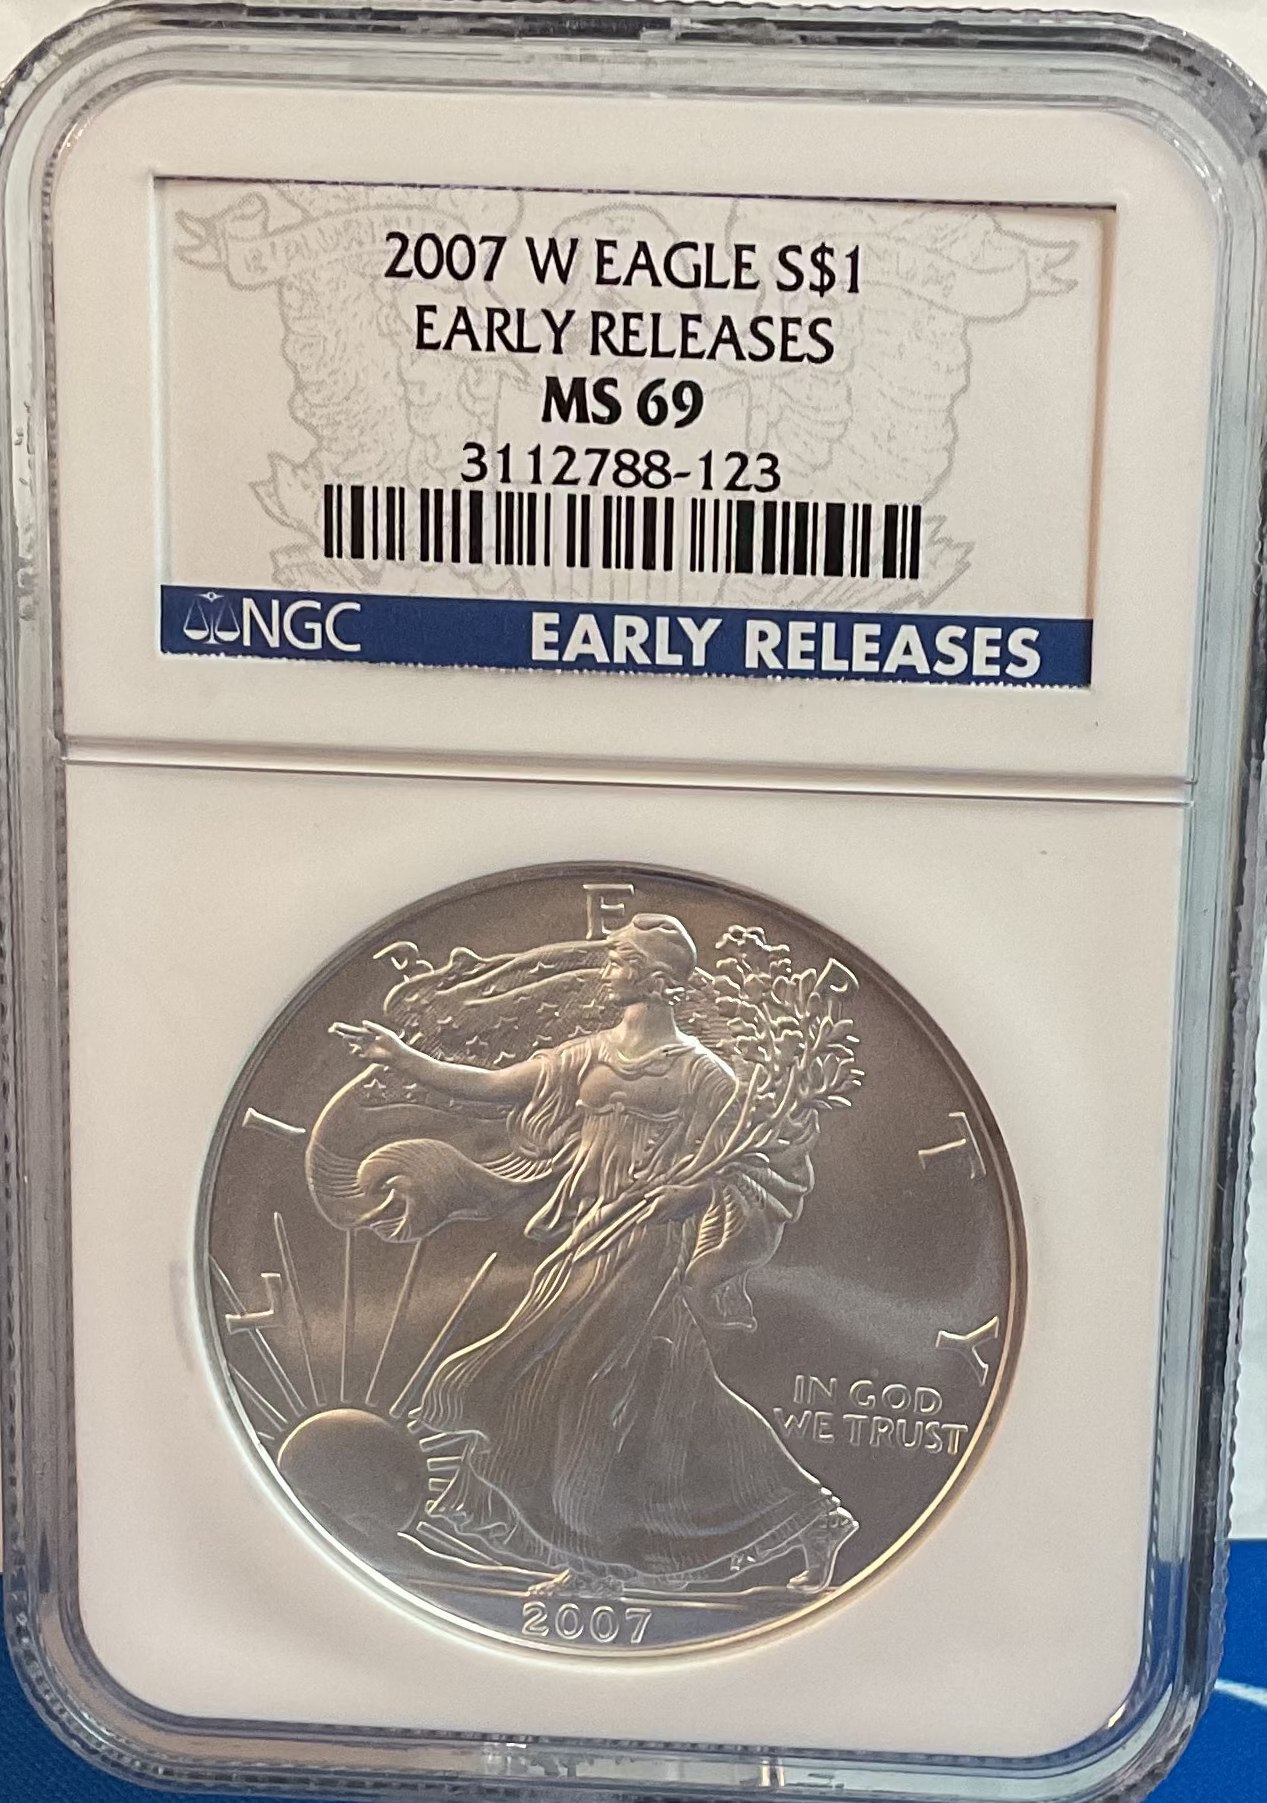 2007 W EAGLE S$1
EARLY RELEASES
MS 69
3112788-123
NGC EARLY RELEASES
LIBERTY
IN GOD
WE TRUST
2007